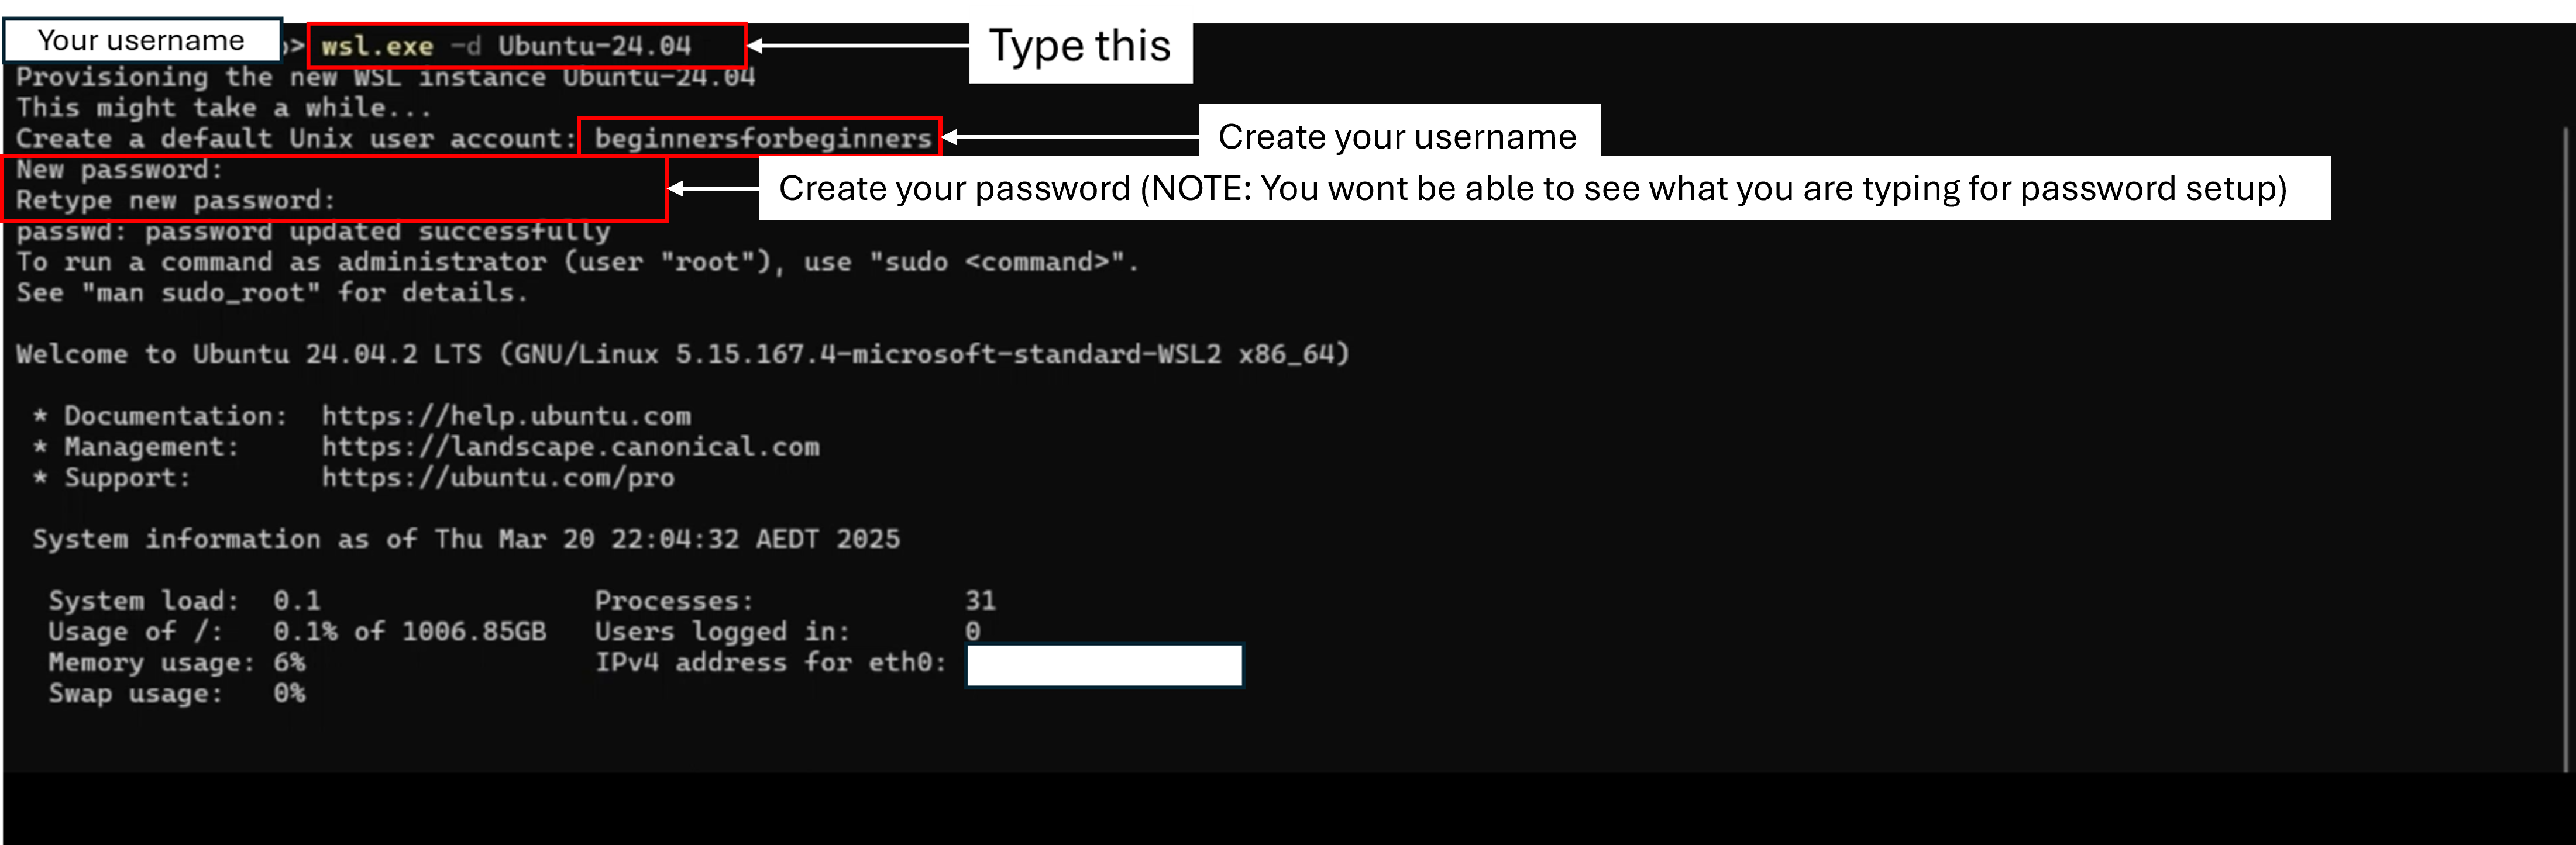 Your username > wsl.exe -d Ubuntu-24.04 Type this
Provisioning the new WSL instance Ubuntu-24.04
This might take a while...
Create a default Unix user account: beginnersforbeginners Create your username
New password:
Create your password (NOTE: You wont be able to see what you are typing for password setup)
Retype new password:
passwd: password updated successfully
To run a command as administrator (user "root"), use "sudo <command>".
See "man sudo_root" for details.
Welcome to Ubuntu 24.04.2 LTS (GNU/Linux 5.15.167.4-microsoft-standard-WSL2 x86_64)
* Documentation: https://help.ubuntu.com
* Management: https://landscape.canonical.com
* Support: https://ubuntu.com/pro
System information as of Thu Mar 20 22:04:32 AEDT 2025
System load: 0.1 Processes: 31
Usage of /: 0.1% of 1006.85GB Users logged in: 0
Memory usage: 6% IPv4 address for eth0:
Swap usage: 0%